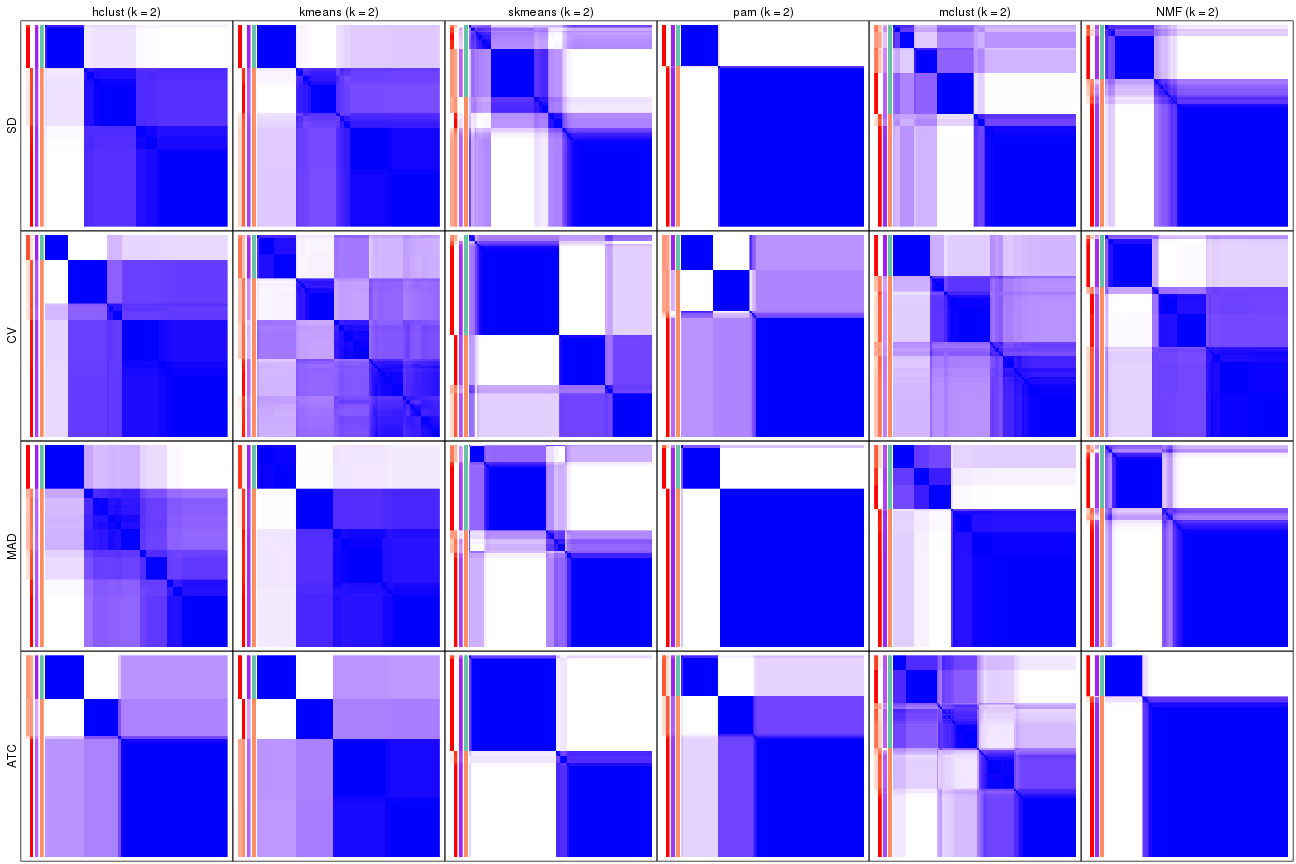 hclust (k = 2) kmeans (k = 2) skmeans (k = 2) pam (k = 2) mclust (k = 2) NMF (k = 2)
SD
CV
MAD
ATC